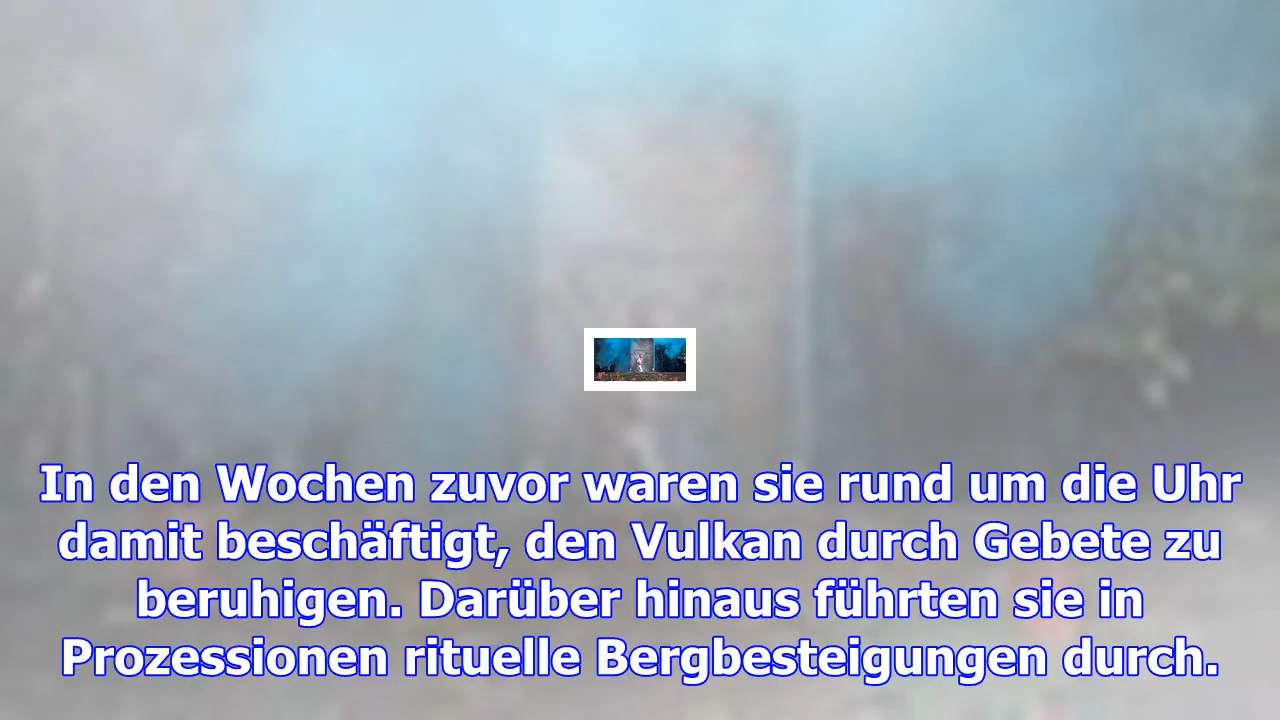 In den Wochen zuvor waren sie rund um die Uhr
damit beschäftigt, den Vulkan durch Gebete zu
beruhigen. Darüber hinaus führten sie in
Prozessionen rituelle Bergbesteigungen durch.